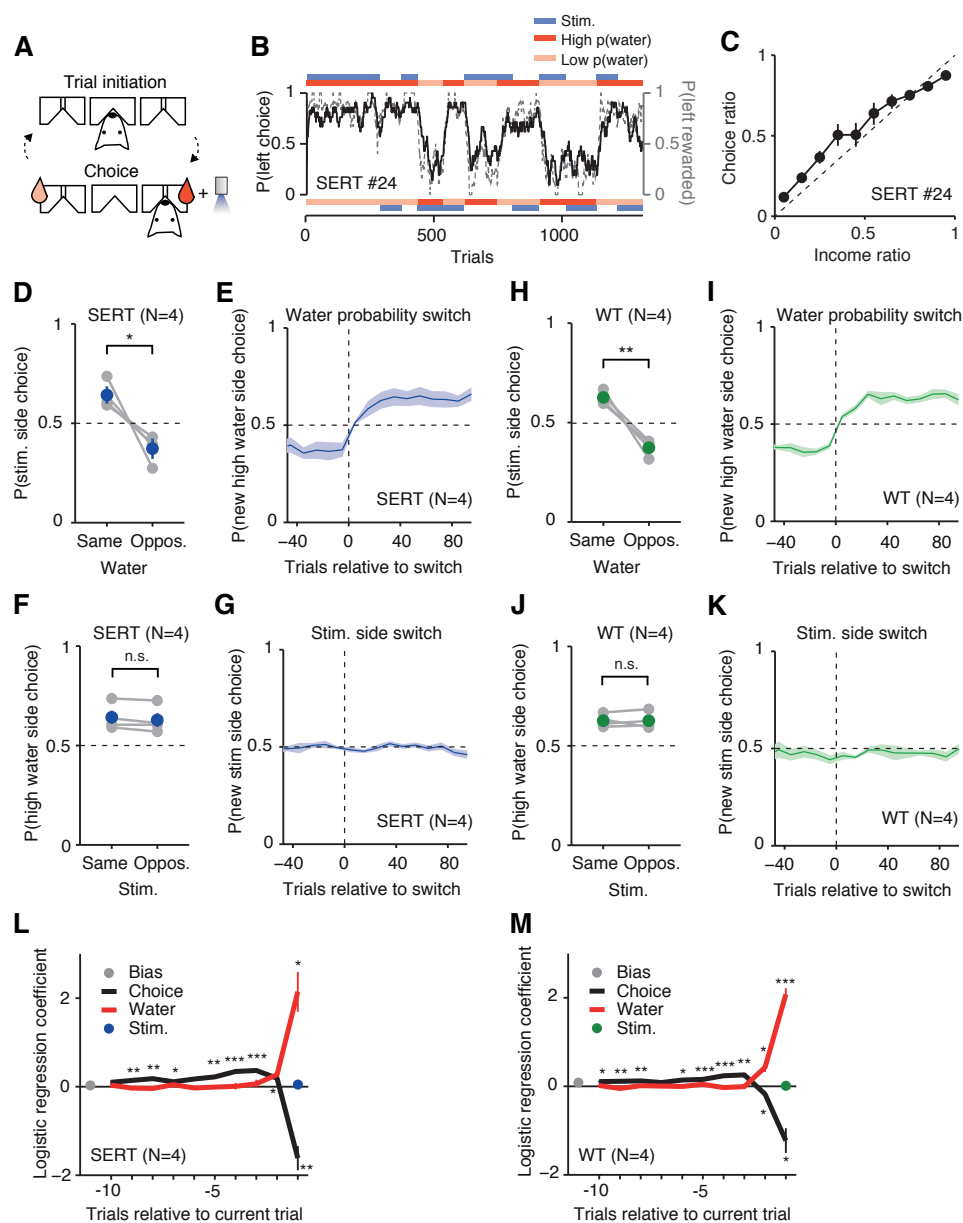 A
Trial initiation
Choice
+
B
Stim.
High p(water)
Low p(water)
P(left choice)
1
0.5
0
SERT #24
1
0.5
0
P(left rewarded)
0
500
1000
Trials
C
Choice ratio
1
0.5
0
SERT #24
0.5
1
Income ratio
D
SERT (N=4)
P(stim. side choice)
1
0.5
0
*
Same Oppos.
Water
E
Water probability switch
P(new high water side choice)
1
0.5
0
SERT (N=4)
−40 0 40 80
Trials relative to switch
H
WT (N=4)
P(stim. side choice)
1
0.5
0
**
Same Oppos.
Water
I
Water probability switch
P(new high water side choice)
1
0.5
0
WT (N=4)
−40 0 40 80
Trials relative to switch
F
SERT (N=4)
P(high water side choice)
1
0.5
0
n.s.
Same Oppos.
Stim.
G
Stim. side switch
P(new stim side choice)
1
0.5
0
SERT (N=4)
−40 0 40 80
Trials relative to switch
J
WT (N=4)
P(high water side choice)
1
0.5
0
n.s.
Same Oppos.
Stim.
K
Stim. side switch
P(new stim side choice)
1
0.5
0
WT (N=4)
−40 0 40 80
Trials relative to switch
L
Logistic regression coefficient
2
0
−2
Bias
Choice
Water
Stim.
*
** ** * ** *** ***
*
**
SERT (N=4)
-10 -5
Trials relative to current trial
M
Logistic regression coefficient
2
0
−2
Bias
Choice
Water
Stim.
***
*
* ** ** * *** *** **
*
*
WT (N=4)
-10 -5
Trials relative to current trial